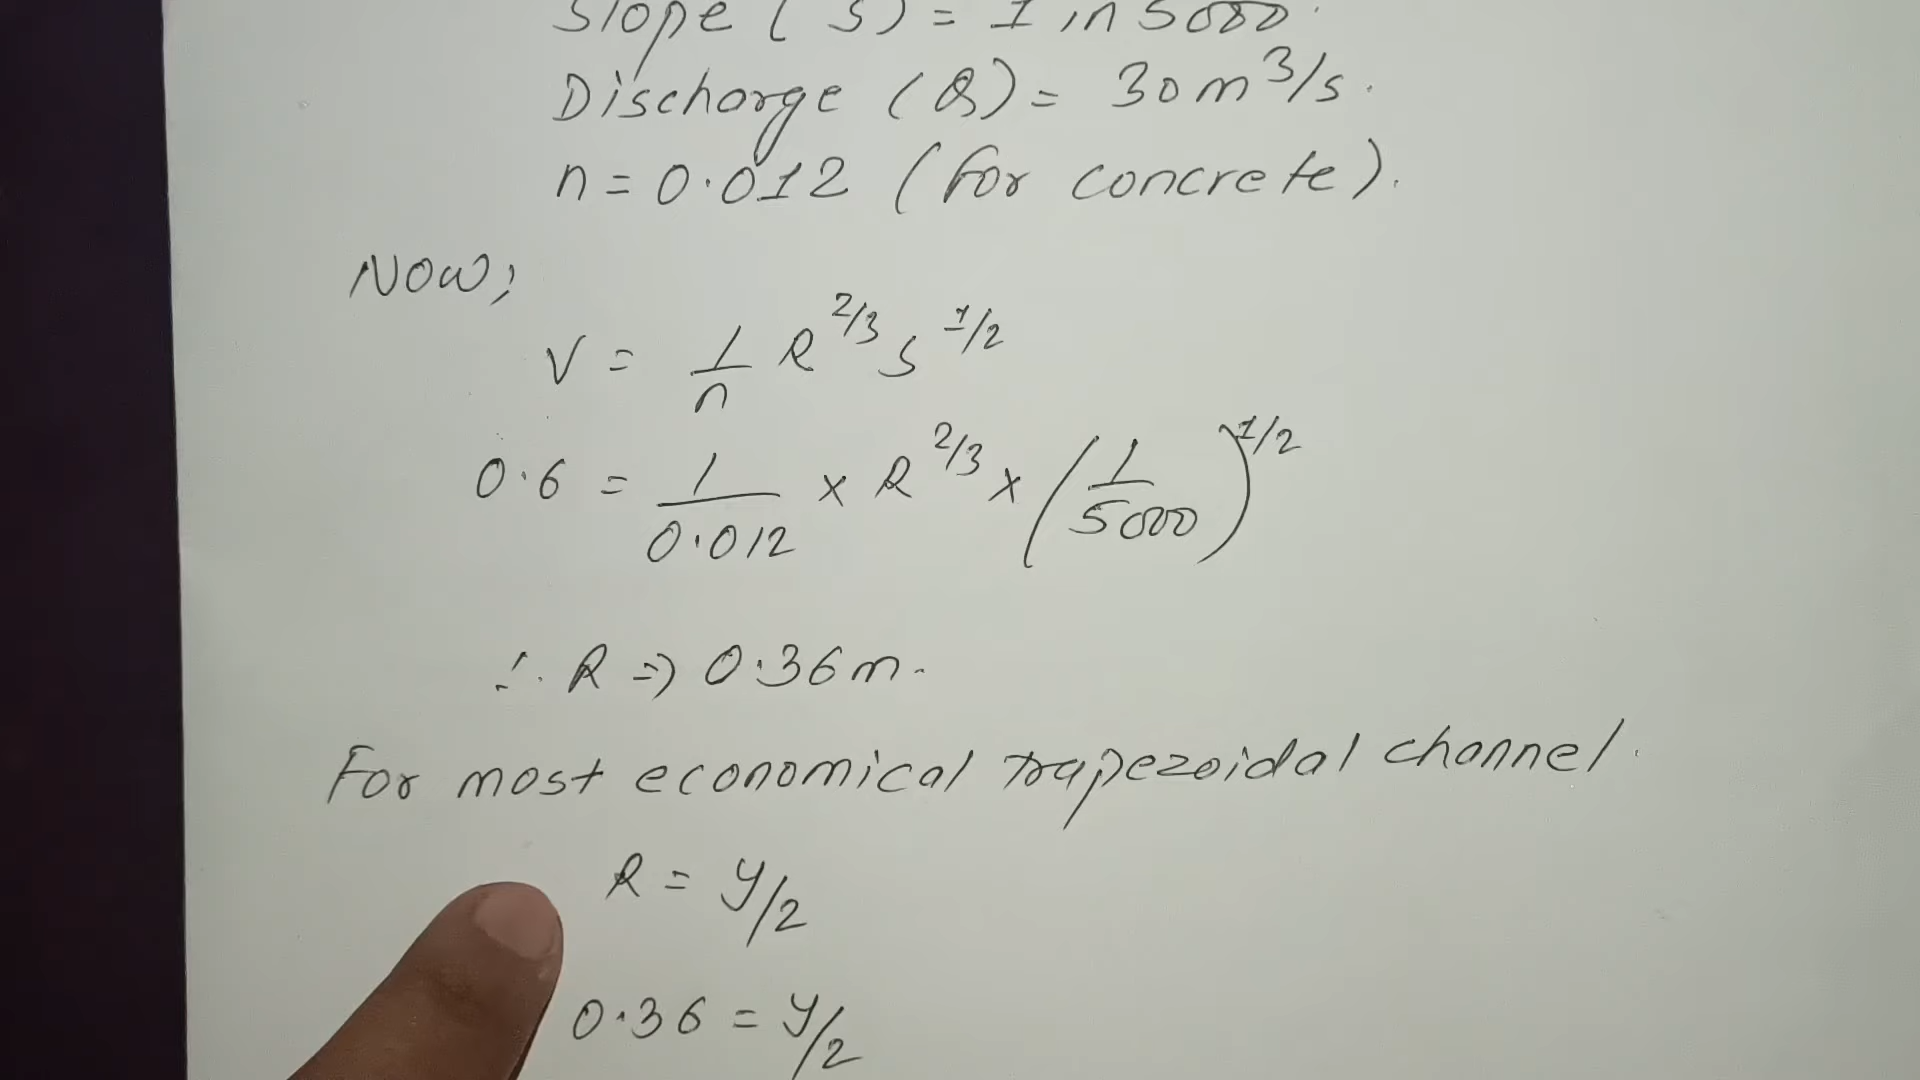 Slope (S) = 1 in 5000.
Discharge (Q) = 30 m³/s.
n = 0.012 (for concrete).
Now,
V = 1/n R^2/3 S^1/2
0.6 = 1/0.012 × R^2/3 × (1/5000)^1/2
∴ R => 0.36 m.
For most economical trapezoidal channel.
R = y/2
0.36 = y/2